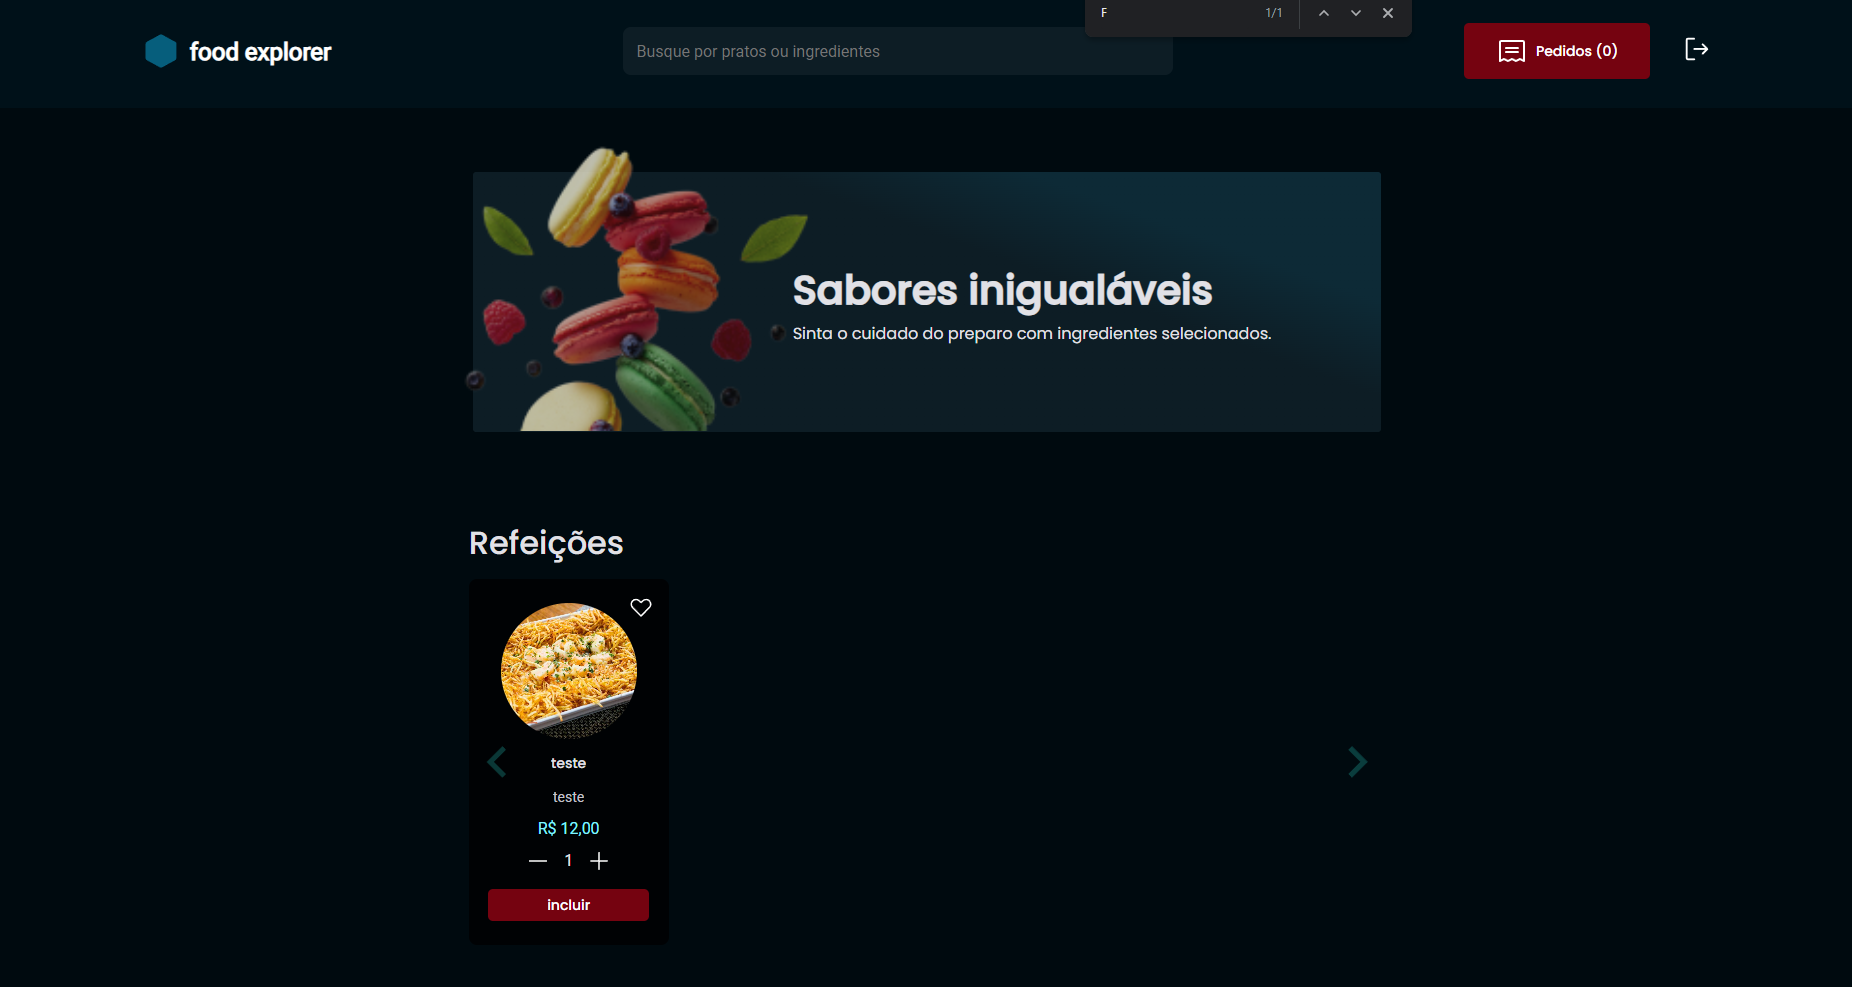 F 1/1
food explorer
Busque por pratos ou ingredientes
Pedidos (0)
Sabores inigualáveis
Sinta o cuidado do preparo com ingredientes selecionados.
Refeições
teste
teste
R$ 12,00
1
incluir